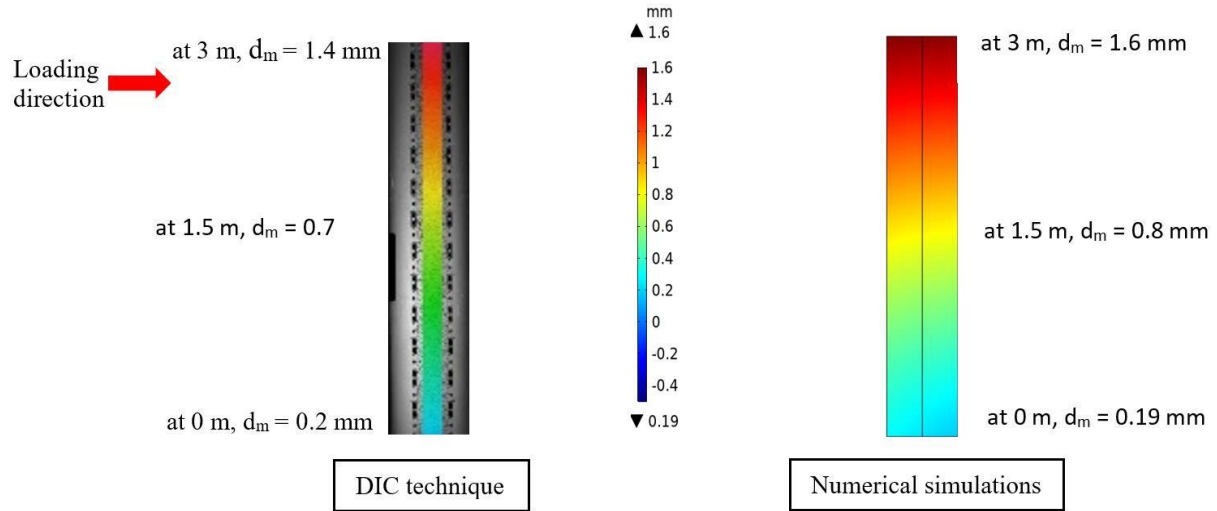 at 3 m, dm = 1.4 mm
Loading
direction
at 1.5 m, dm = 0.7
at 0 m, dm = 0.2 mm
DIC technique
mm
▲ 1.6
1.6
1.4
1.2
1
0.8
0.6
0.4
0.2
0
-0.2
-0.4
▼ 0.19
at 3 m, dm = 1.6 mm
at 1.5 m, dm = 0.8 mm
at 0 m, dm = 0.19 mm
Numerical simulations